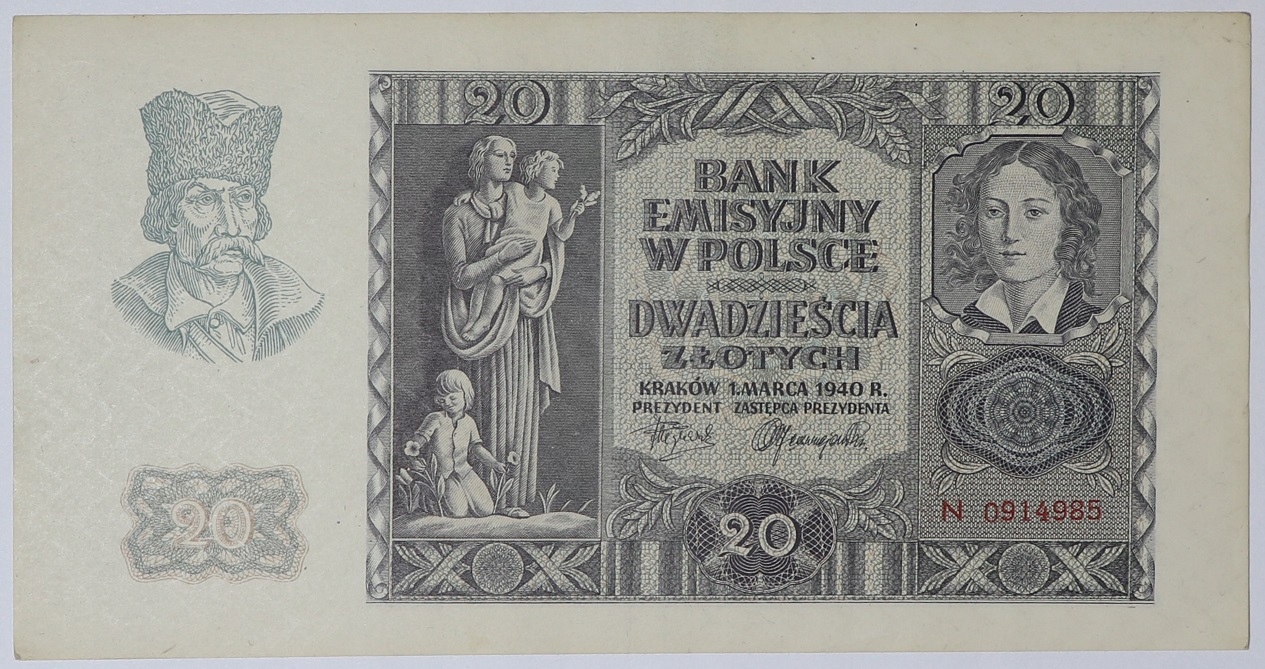 20
20
BANK
EMISYJNY
W POLSCE
DWADZIEŚCIA
ZŁOTYCH
KRAKÓW 1.MARCA 1940 R.
PREZYDENT ZASTĘPCA PREZYDENTA
N 0914985
20
20